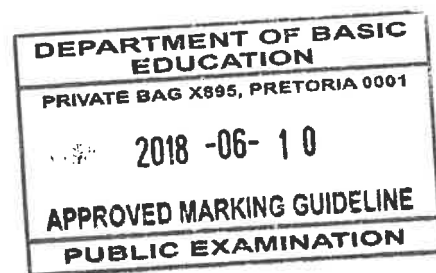 DEPARTMENT OF BASIC
EDUCATION
PRIVATE BAG X895, PRETORIA 0001
2018 -06- 10
APPROVED MARKING GUIDELINE
PUBLIC EXAMINATION